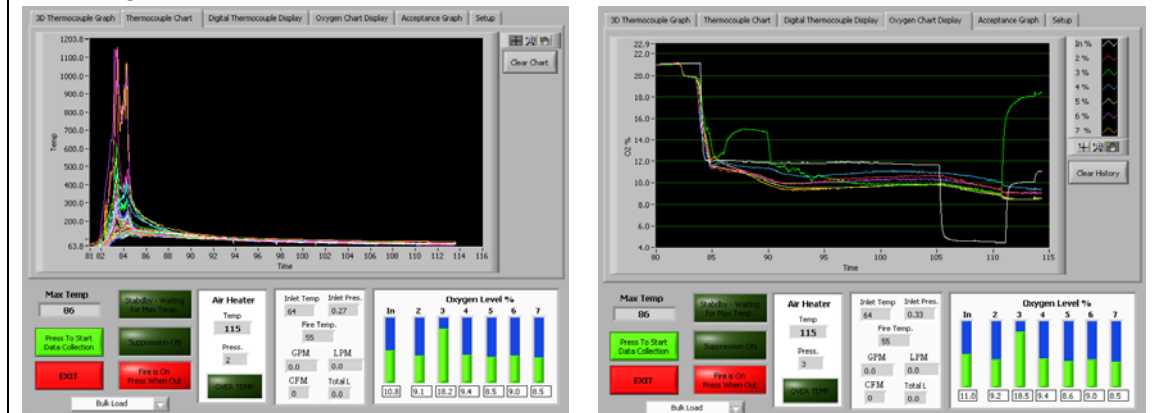 3D Thermocouple Graph Thermocouple Chart Digital Thermocouple Display Oxygen Chart Display Acceptance Graph Setup
1203.8
1100.0
1000.0
900.0
800.0
700.0
600.0
500.0
400.0
300.0
200.0
63.8
Temp
81 82 84 86 88 90 92 94 96 98 100 102 104 106 108 110 112 114 116
Time
Clear Chart
Max Temp
86
Standby - Waiting
for Max Temp.
Press To Start
Data Collection
Suppression ON
EXIT
Fire is On
Press When Out
Bulk Load
Air Heater
Temp
115
Press.
2
OVER TEMP
Inlet Temp Inlet Pres.
64 0.27
Fire Temp.
55
GPM LPM
0.0 0.0
CFM Total L
0 0.0
Oxygen Level %
In 2 3 4 5 6 7
10.8 9.1 18.2 9.4 8.5 9.0 8.5
3D Thermocouple Graph Thermocouple Chart Digital Thermocouple Display Oxygen Chart Display Acceptance Graph Setup
22.9
22.0
20.0
18.0
16.0
14.0
12.0
10.0
8.0
6.0
4.0
O2 %
80 85 90 95 100 105 110 115
Time
In %
2 %
3 %
4 %
5 %
6 %
7 %
Clear History
Max Temp
86
Standby - Waiting
for Max Temp.
Press To Start
Data Collection
Suppression ON
EXIT
Fire is On
Press When Out
Bulk Load
Air Heater
Temp
115
Press.
3
OVER TEMP
Inlet Temp Inlet Pres.
64 0.33
Fire Temp.
55
GPM LPM
0.0 0.0
CFM Total L
0 0.0
Oxygen Level %
In 2 3 4 5 6 7
11.0 9.2 18.5 9.4 8.6 9.0 8.5